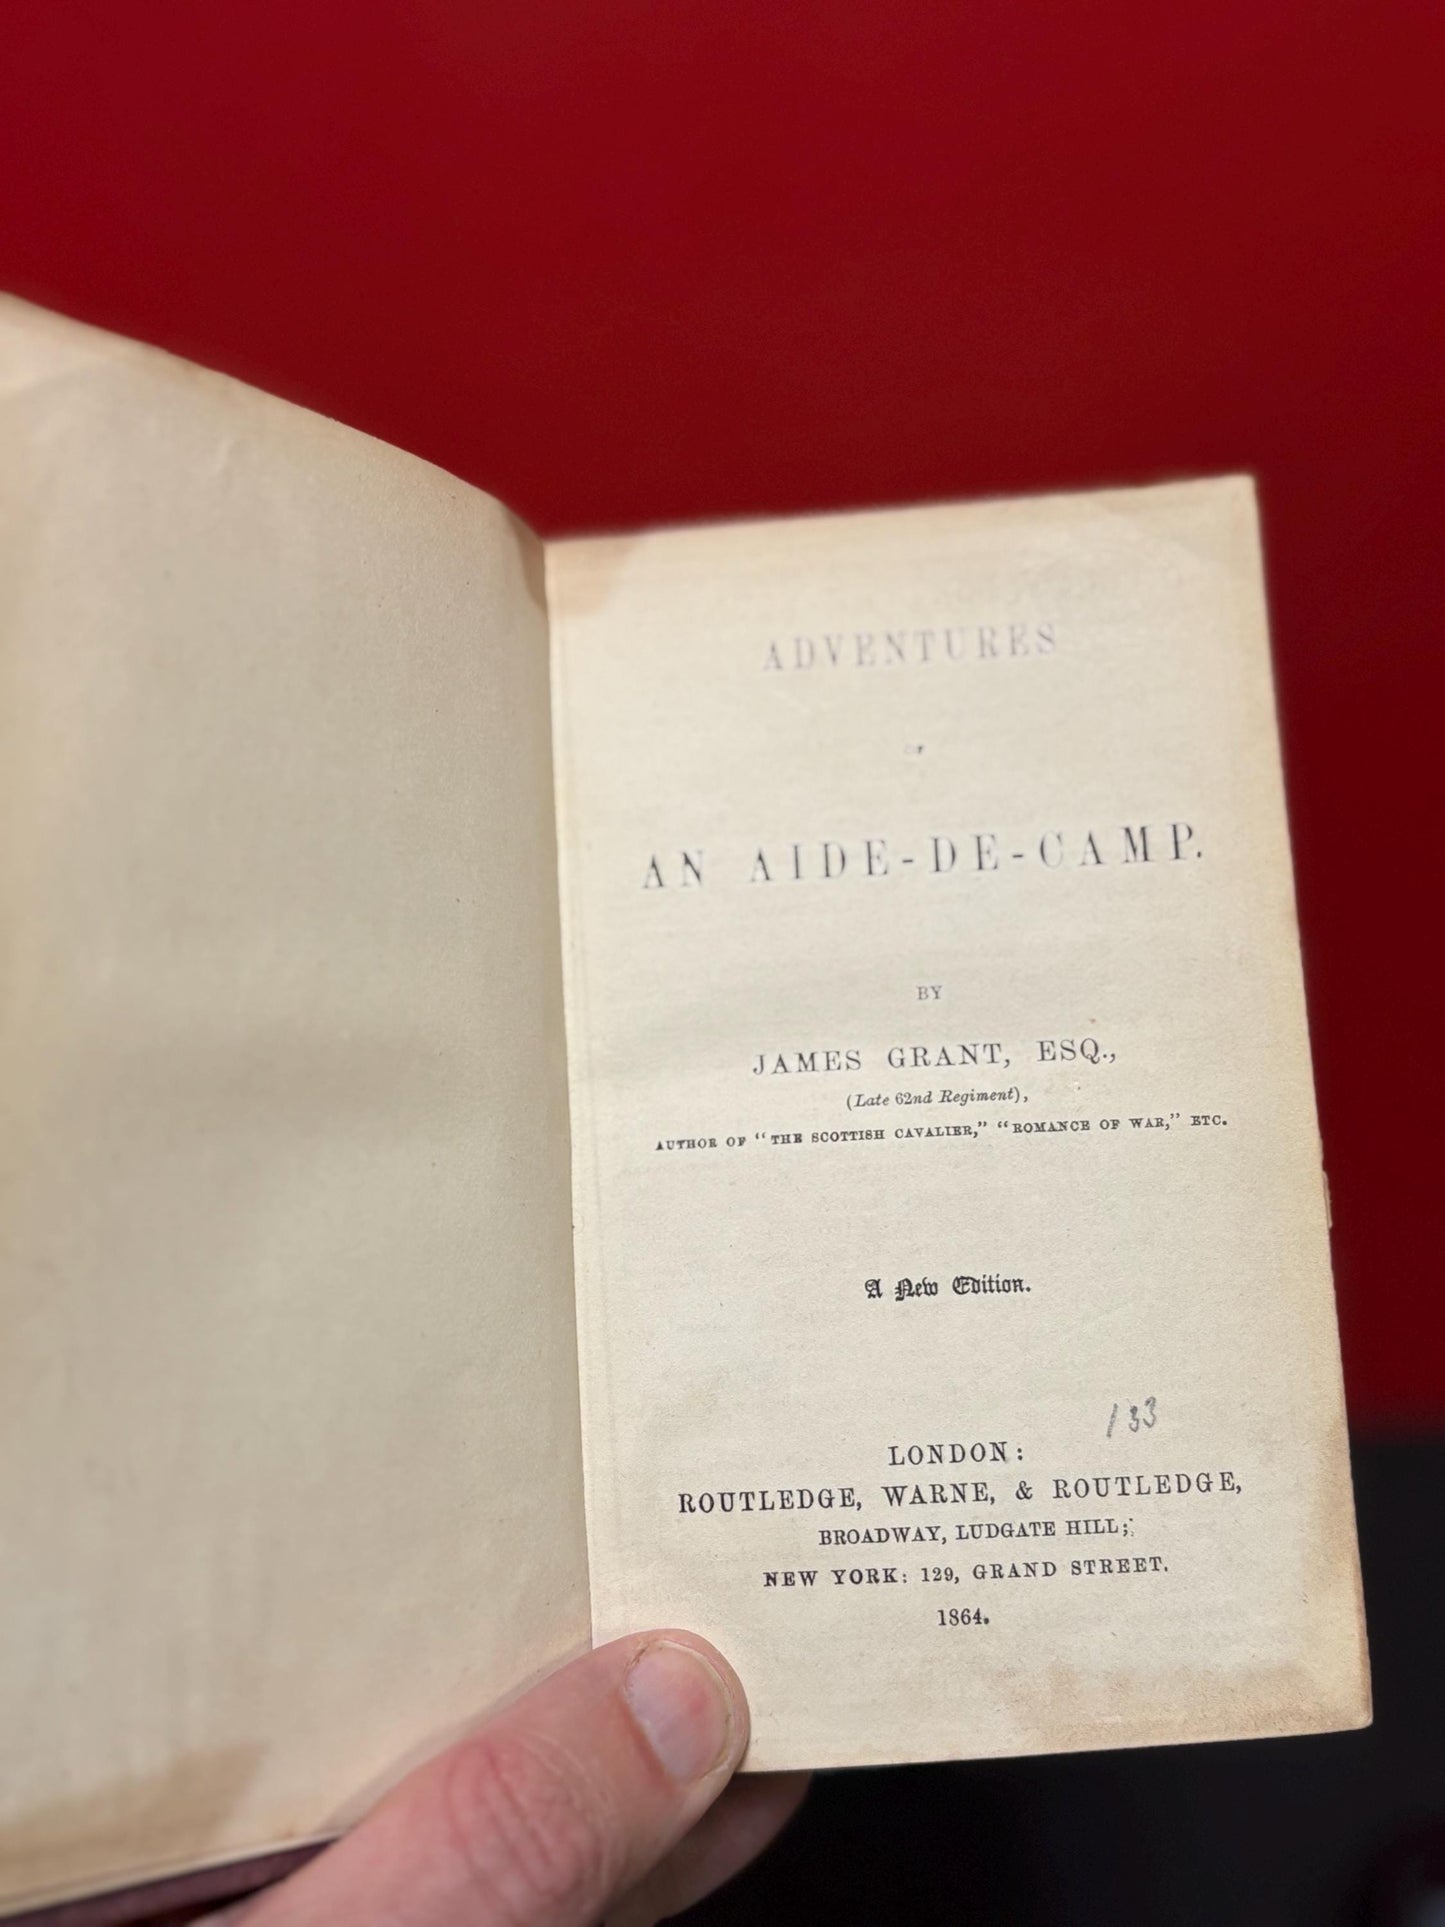 ADVENTURES
OF
AN AIDE-DE-CAMP.
BY
JAMES GRANT, ESQ.,
(Late 62nd Regiment),
AUTHOR OF "THE SCOTTISH CAVALIER," "ROMANCE OF WAR," ETC.
A New Edition.
133
LONDON:
ROUTLEDGE, WARNE, & ROUTLEDGE,
BROADWAY, LUDGATE HILL;
NEW YORK: 129, GRAND STREET.
1864.